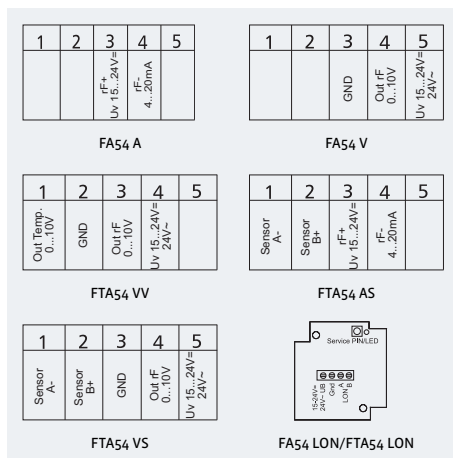 1 2 3 4 5
rF+
Uv 15...24V=
rF-
4...20mA
FA54 A
1 2 3 4 5
GND
Out rF
0...10V
Uv 15...24V=
24V~
FA54 V
1 2 3 4 5
Out Temp.
0...10V
GND
Out rF
0...10V
Uv 15...24V=
24V~
FTA54 VV
1 2 3 4 5
Sensor
A-
Sensor
B+
rF+
Uv 15...24V=
rF-
4...20mA
FTA54 AS
1 2 3 4 5
Sensor
A-
Sensor
B+
GND
Out rF
0...10V
Uv 15...24V=
24V~
FTA54 VS
Service PIN/LED
15-24V=
24V~ UB
Gnd
LON A
B
FA54 LON/FTA54 LON